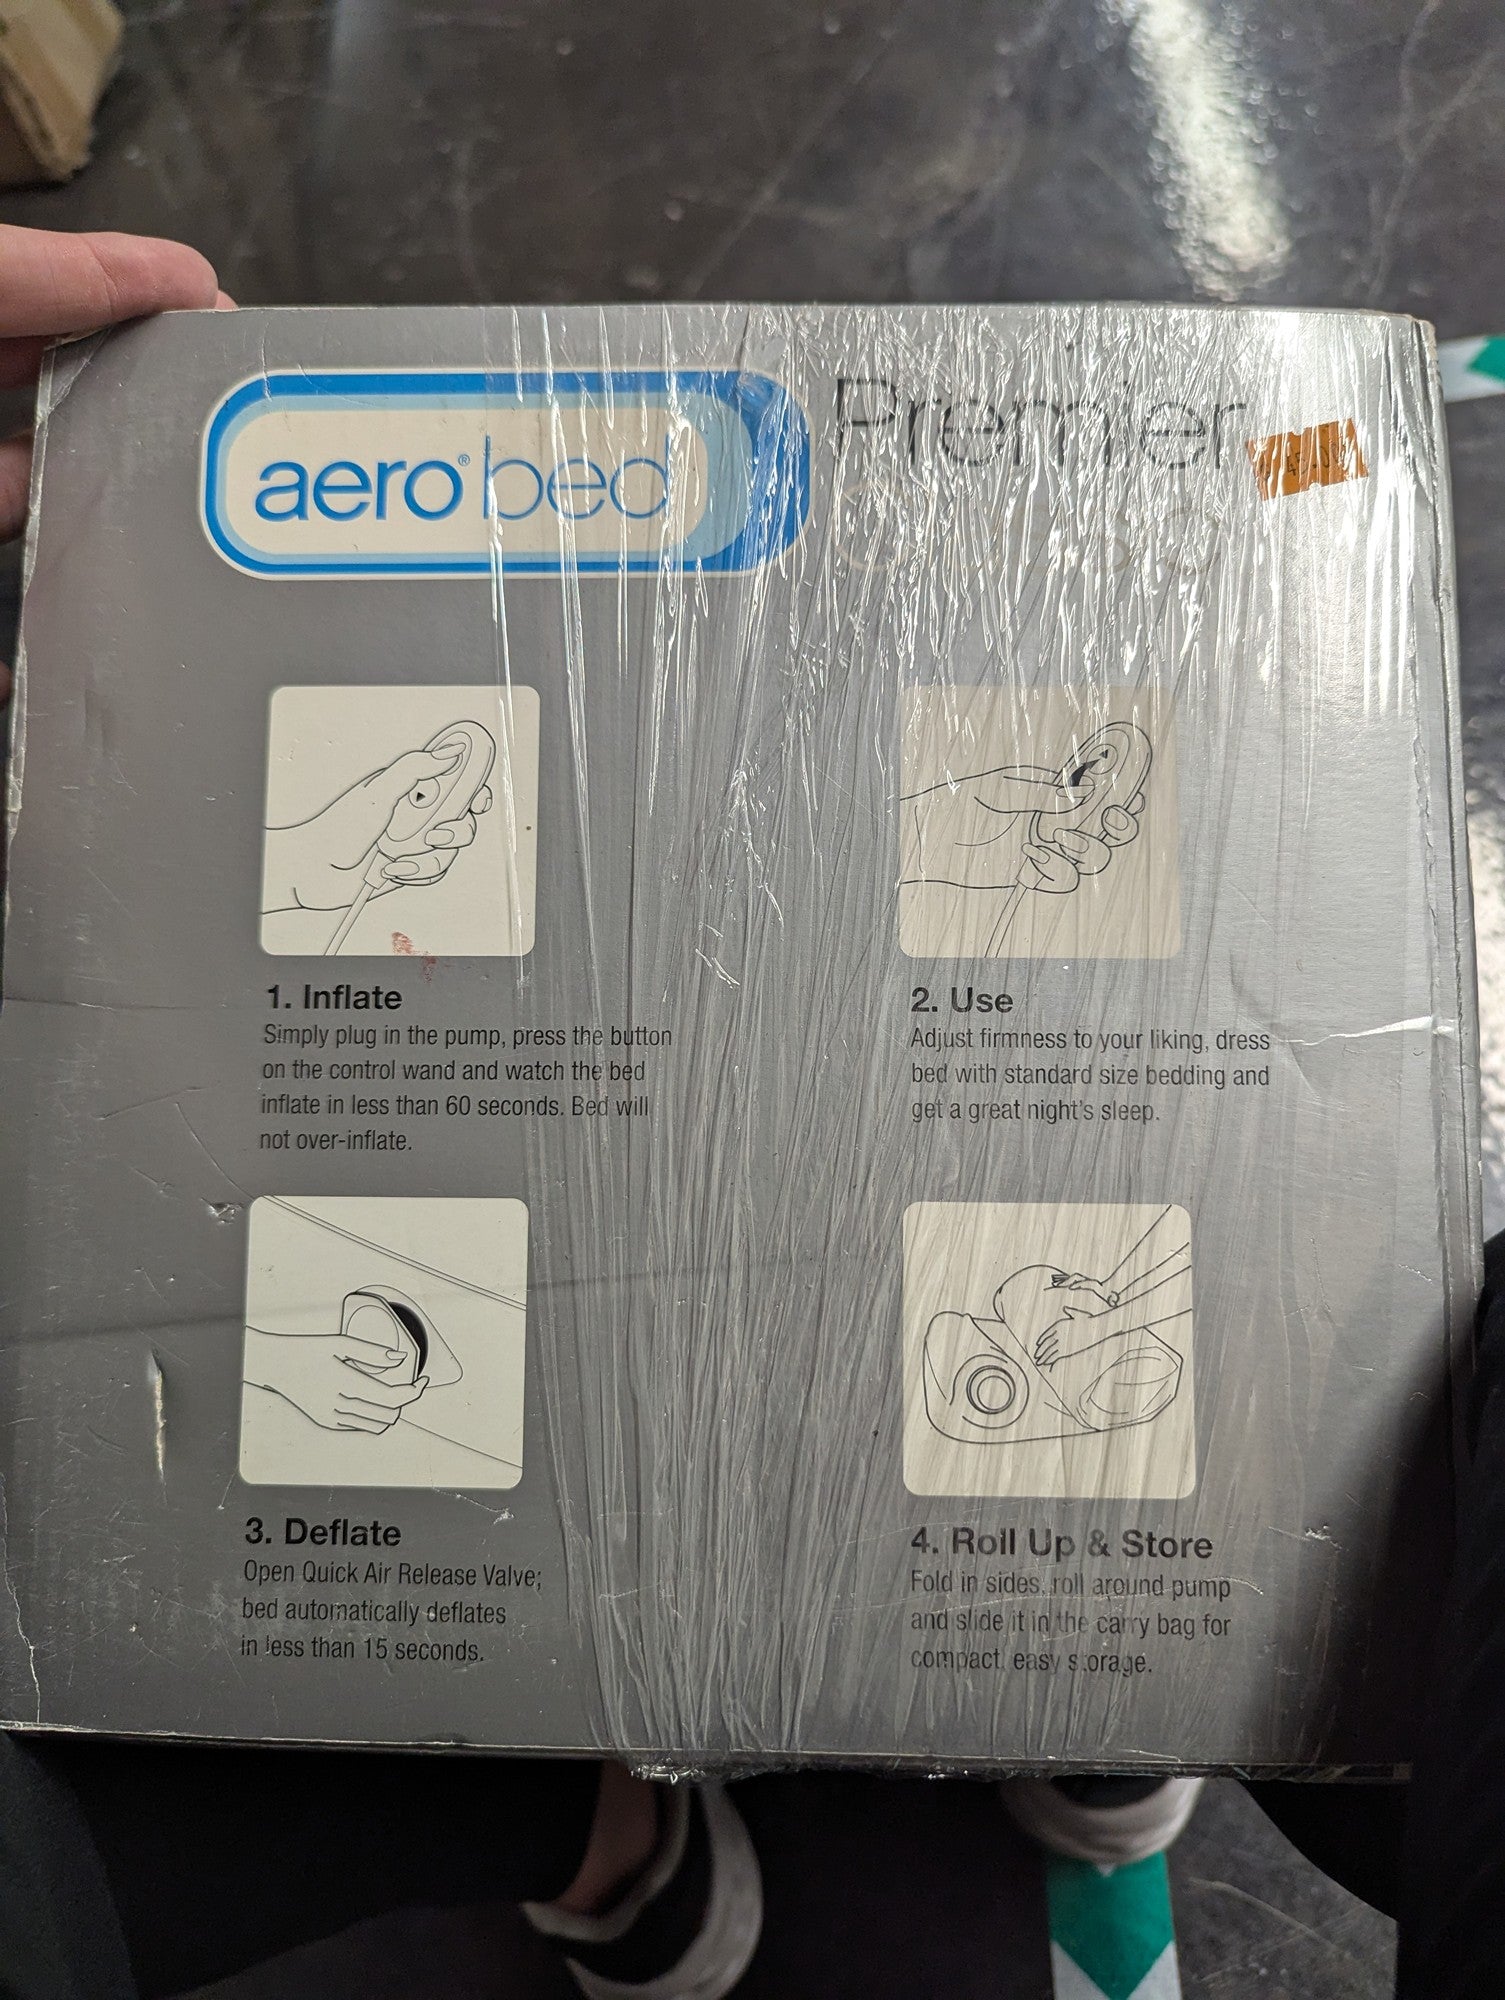 aero® bed
Premier
1. Inflate
Simply plug in the pump, press the button
on the control wand and watch the bed
inflate in less than 60 seconds. Bed will
not over-inflate.
2. Use
Adjust firmness to your liking, dress
bed with standard size bedding and
get a great night's sleep.
3. Deflate
Open Quick Air Release Valve;
bed automatically deflates
in less than 15 seconds.
4. Roll Up & Store
Fold in sides, roll around pump
and slide it in the carry bag for
compact, easy storage.